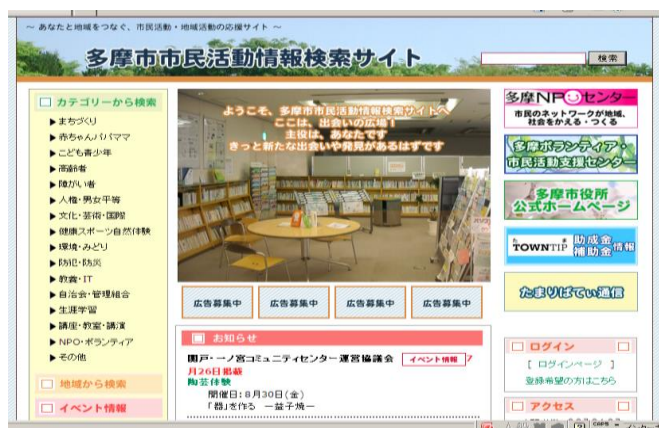 ～ あなたと地域をつなぐ、市民活動・地域活動の応援サイト ～
多摩市市民活動情報検索サイト
検索
カテゴリーから検索
▶まちづくり
▶赤ちゃんパパママ
▶こども青少年
▶高齢者
▶障がい者
▶人権・男女平等
▶文化・芸術・国際
▶健康スポーツ自然体験
▶環境・みどり
▶防犯・防災
▶教養・IT
▶自治会・管理組合
▶生涯学習
▶講座・教室・講演
▶NPO・ボランティア
▶その他
地域から検索
イベント情報
ようこそ、多摩市市民活動情報検索サイトへ
ここは、出会いの広場！
主役は、あなたです
きっと新たな出会いや発見があるはずです
広告募集中
広告募集中
広告募集中
広告募集中
お知らせ
関戸・一ノ宮コミュニティセンター運営協議会 イベント情報 7
月26日掲載
陶芸体験
開催日：8月30日(金)
「器」を作る －益子焼－
多摩NPOセンター
市民のネットワークが地域、
社会をかえる・つくる
多摩ボランティア・
市民活動支援センター
多摩市役所
公式ホームページ
たまTOWNTIP 助成金
補助金 情報
たまりばてぃ通信
ログイン
[ ログインページ ]
登録希望の方はこちら
アクセス
CAPS
インター